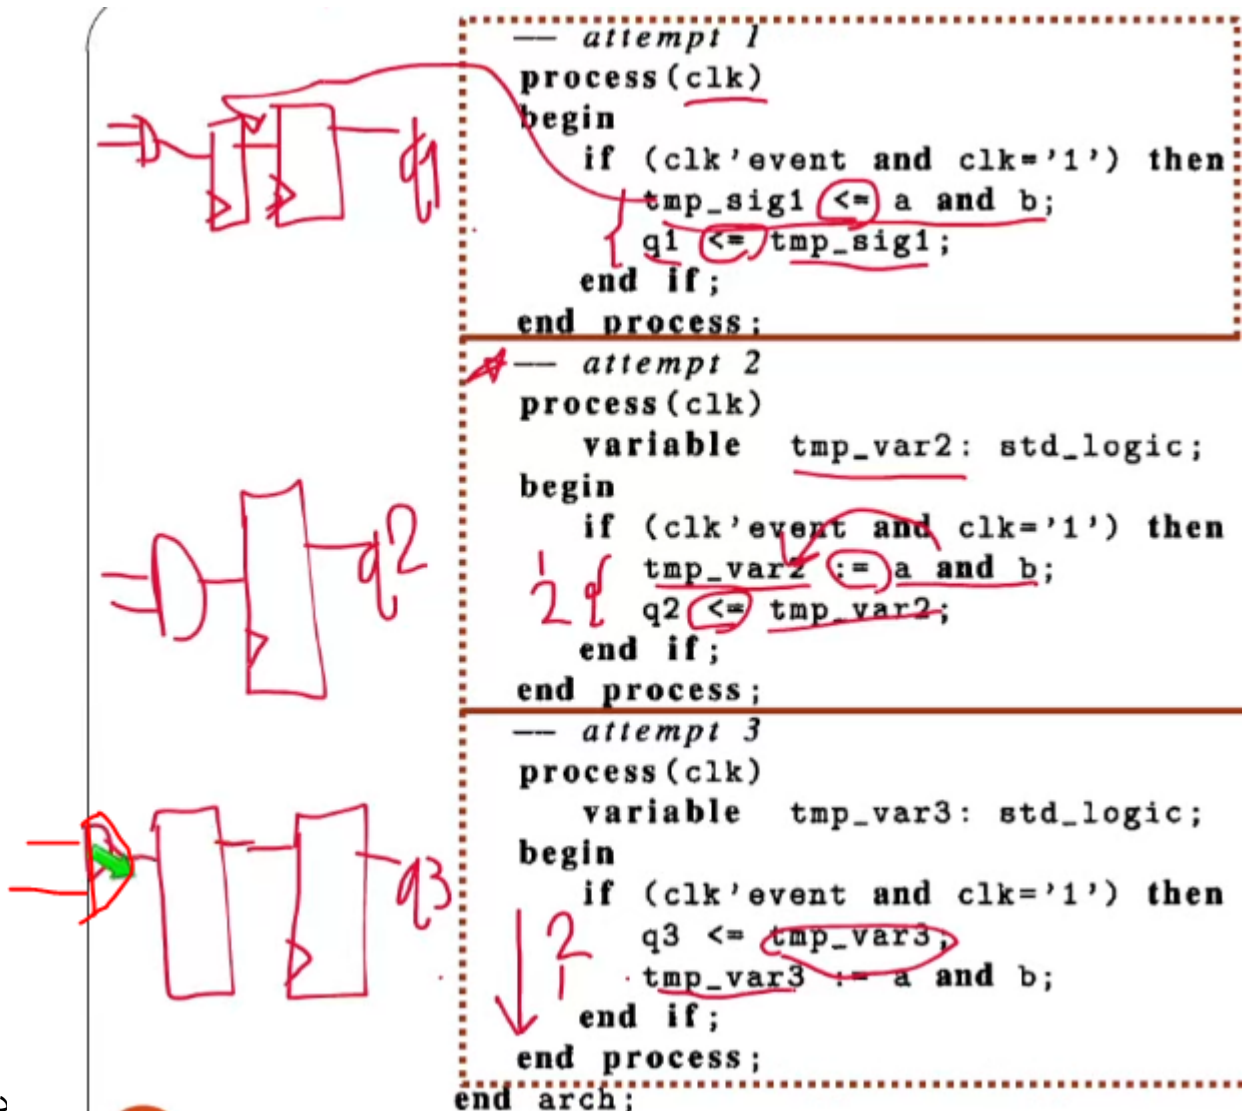 -- attempt 1
process(clk)
begin
if (clk'event and clk='1') then
tmp_sig1 <= a and b;
q1 <= tmp_sig1;
end if;
end process;
q1
-- attempt 2
process(clk)
variable tmp_var2: std_logic;
begin
if (clk'event and clk='1') then
tmp_var2 := a and b;
q2 <= tmp_var2;
end if;
end process;
q2
1
2
-- attempt 3
process(clk)
variable tmp_var3: std_logic;
begin
if (clk'event and clk='1') then
q3 <= tmp_var3;
tmp_var3 := a and b;
end if;
end process;
q3
2
1
end arch;